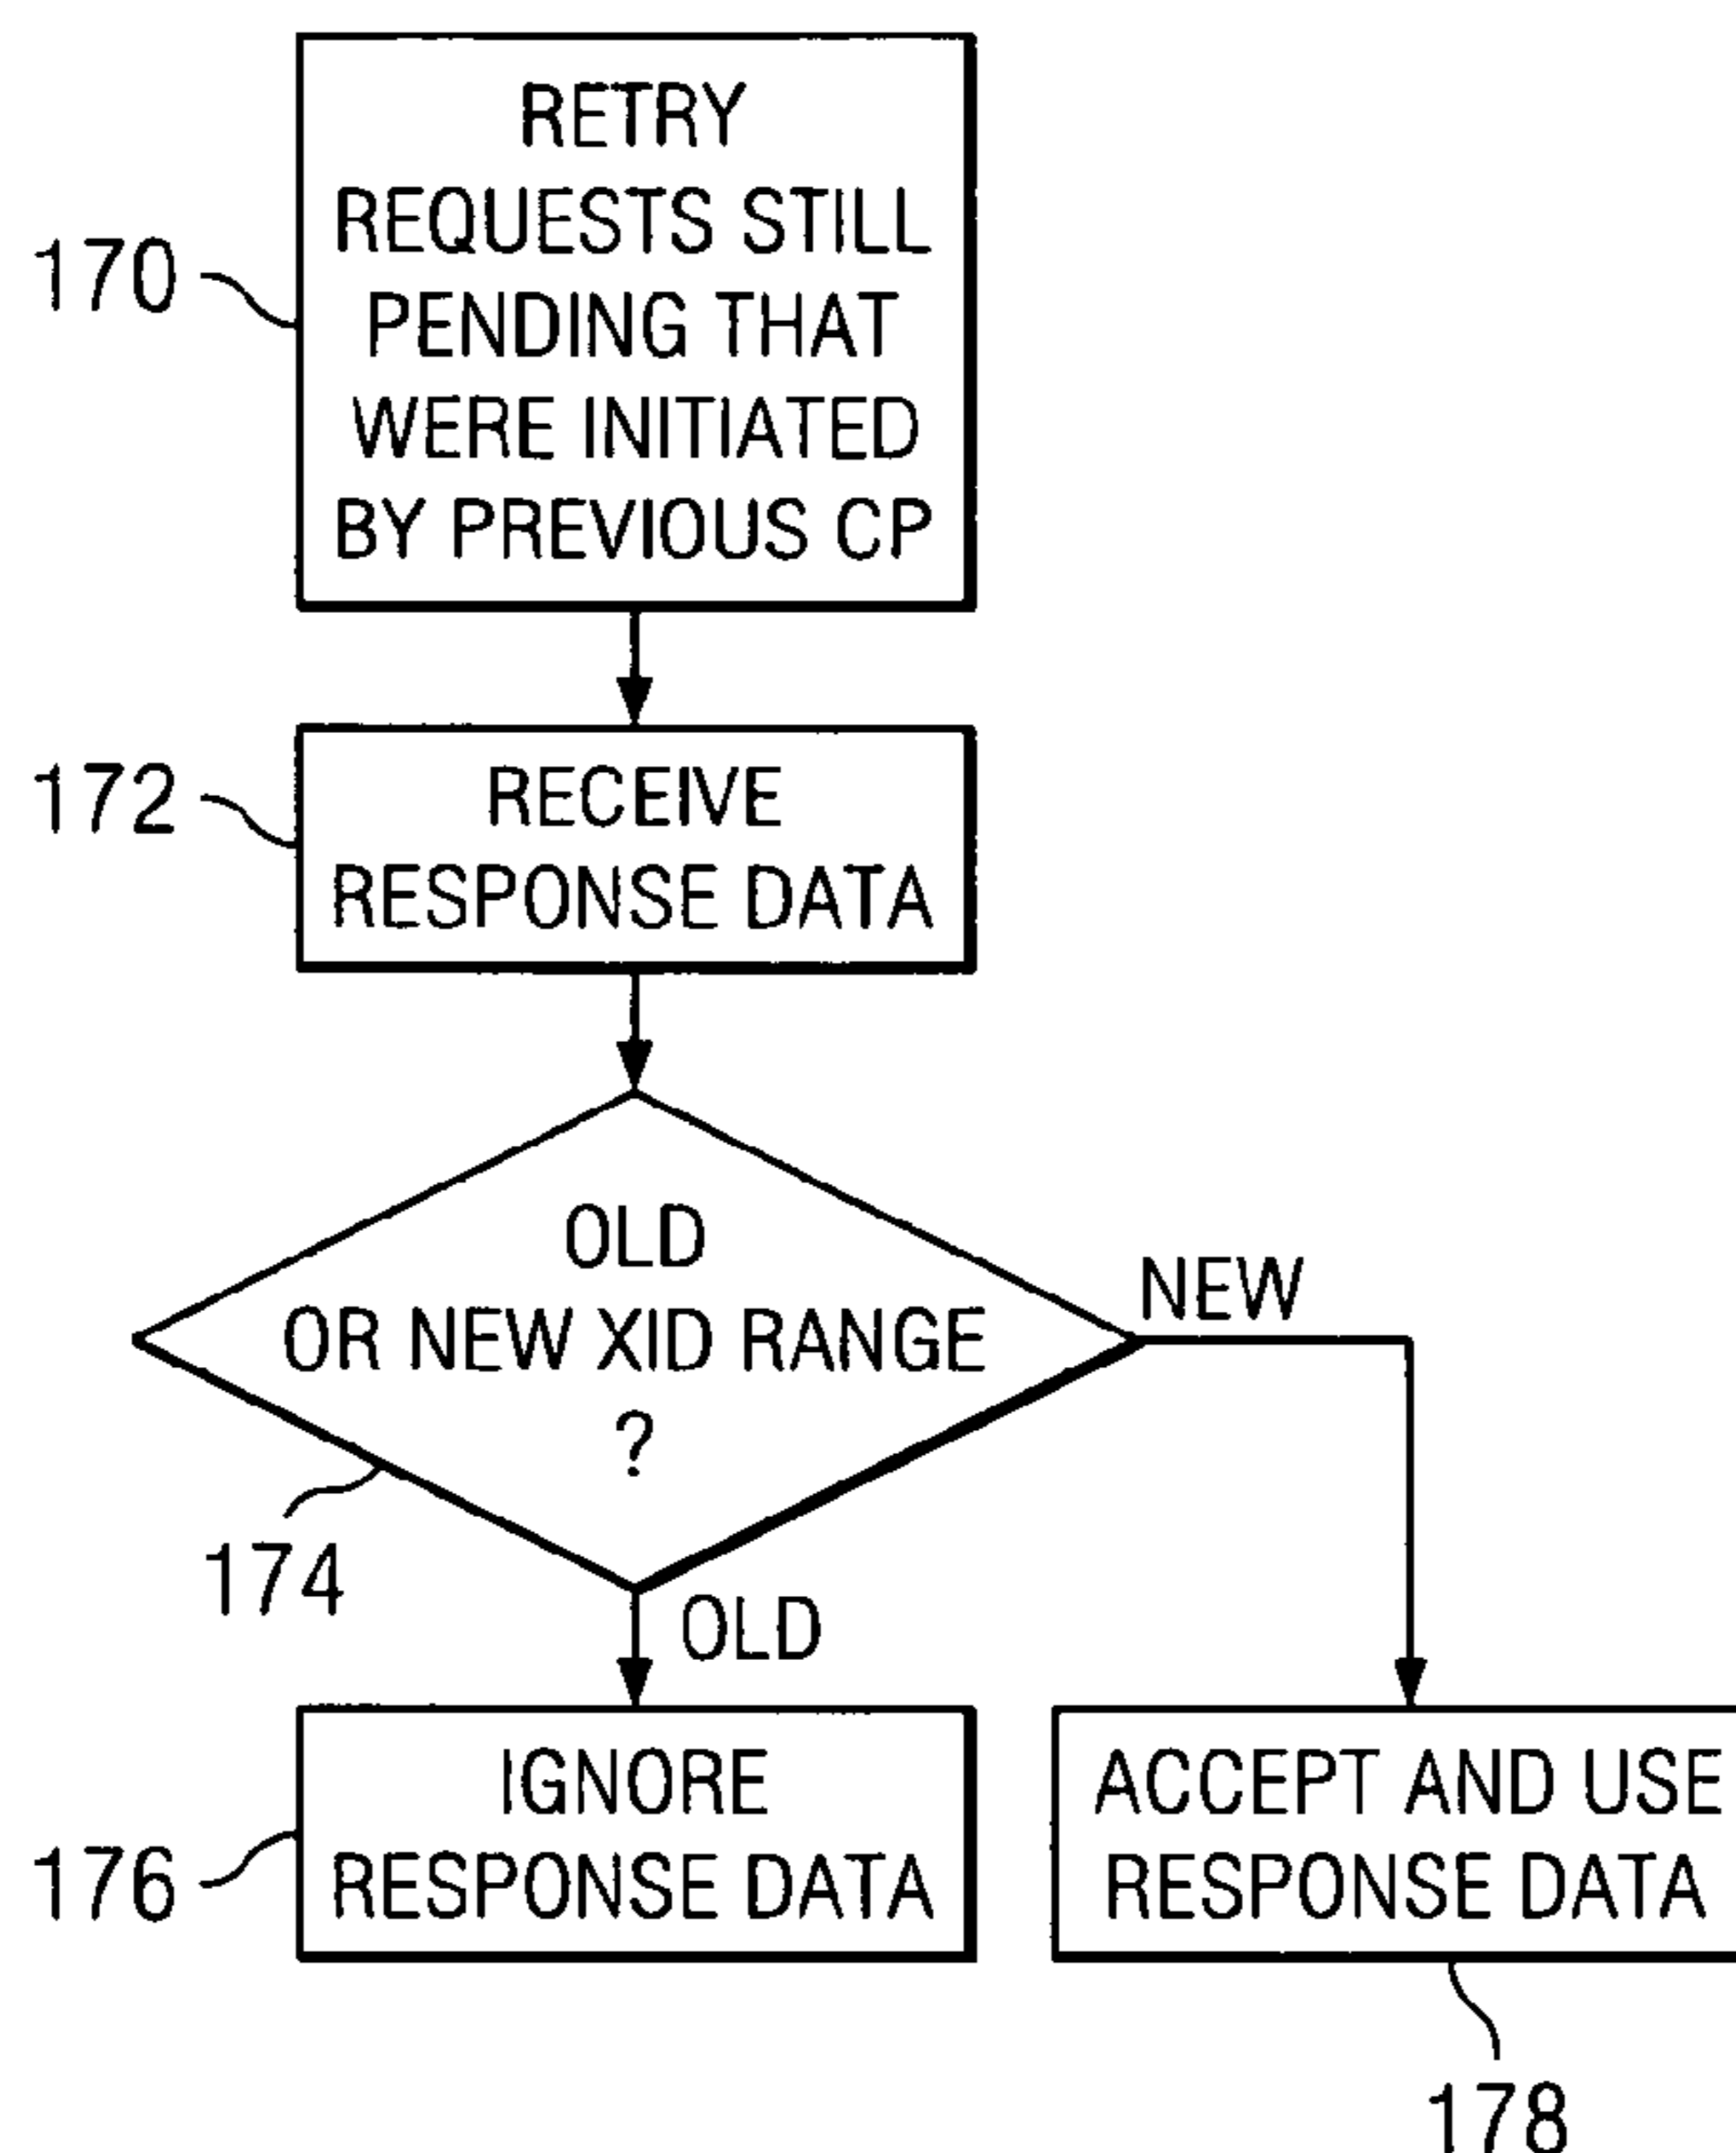 RETRY
REQUESTS STILL
170
PENDING THAT
WERE INITIATED
BY PREVIOUS CP
172
RECEIVE
RESPONSE DATA
OLD
OR NEW XID RANGE
?
NEW
174
OLD
176
IGNORE
RESPONSE DATA
ACCEPT AND USE
RESPONSE DATA
178